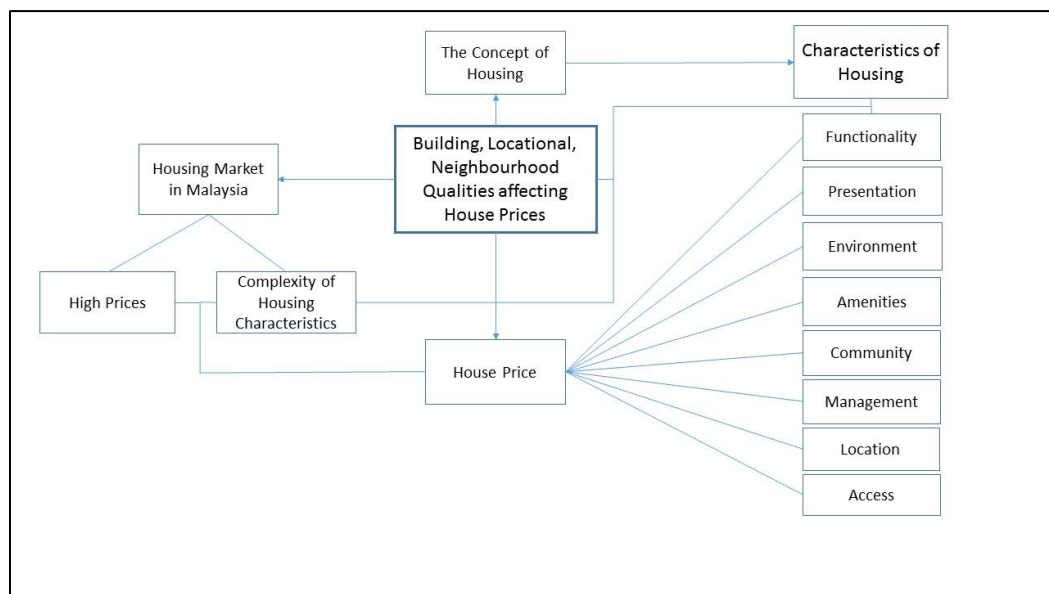 The Concept of
Housing
Characteristics of
Housing
Building, Locational,
Neighbourhood
Qualities affecting
House Prices
Housing Market
in Malaysia
High Prices
Complexity of
Housing
Characteristics
House Price
Functionality
Presentation
Environment
Amenities
Community
Management
Location
Access